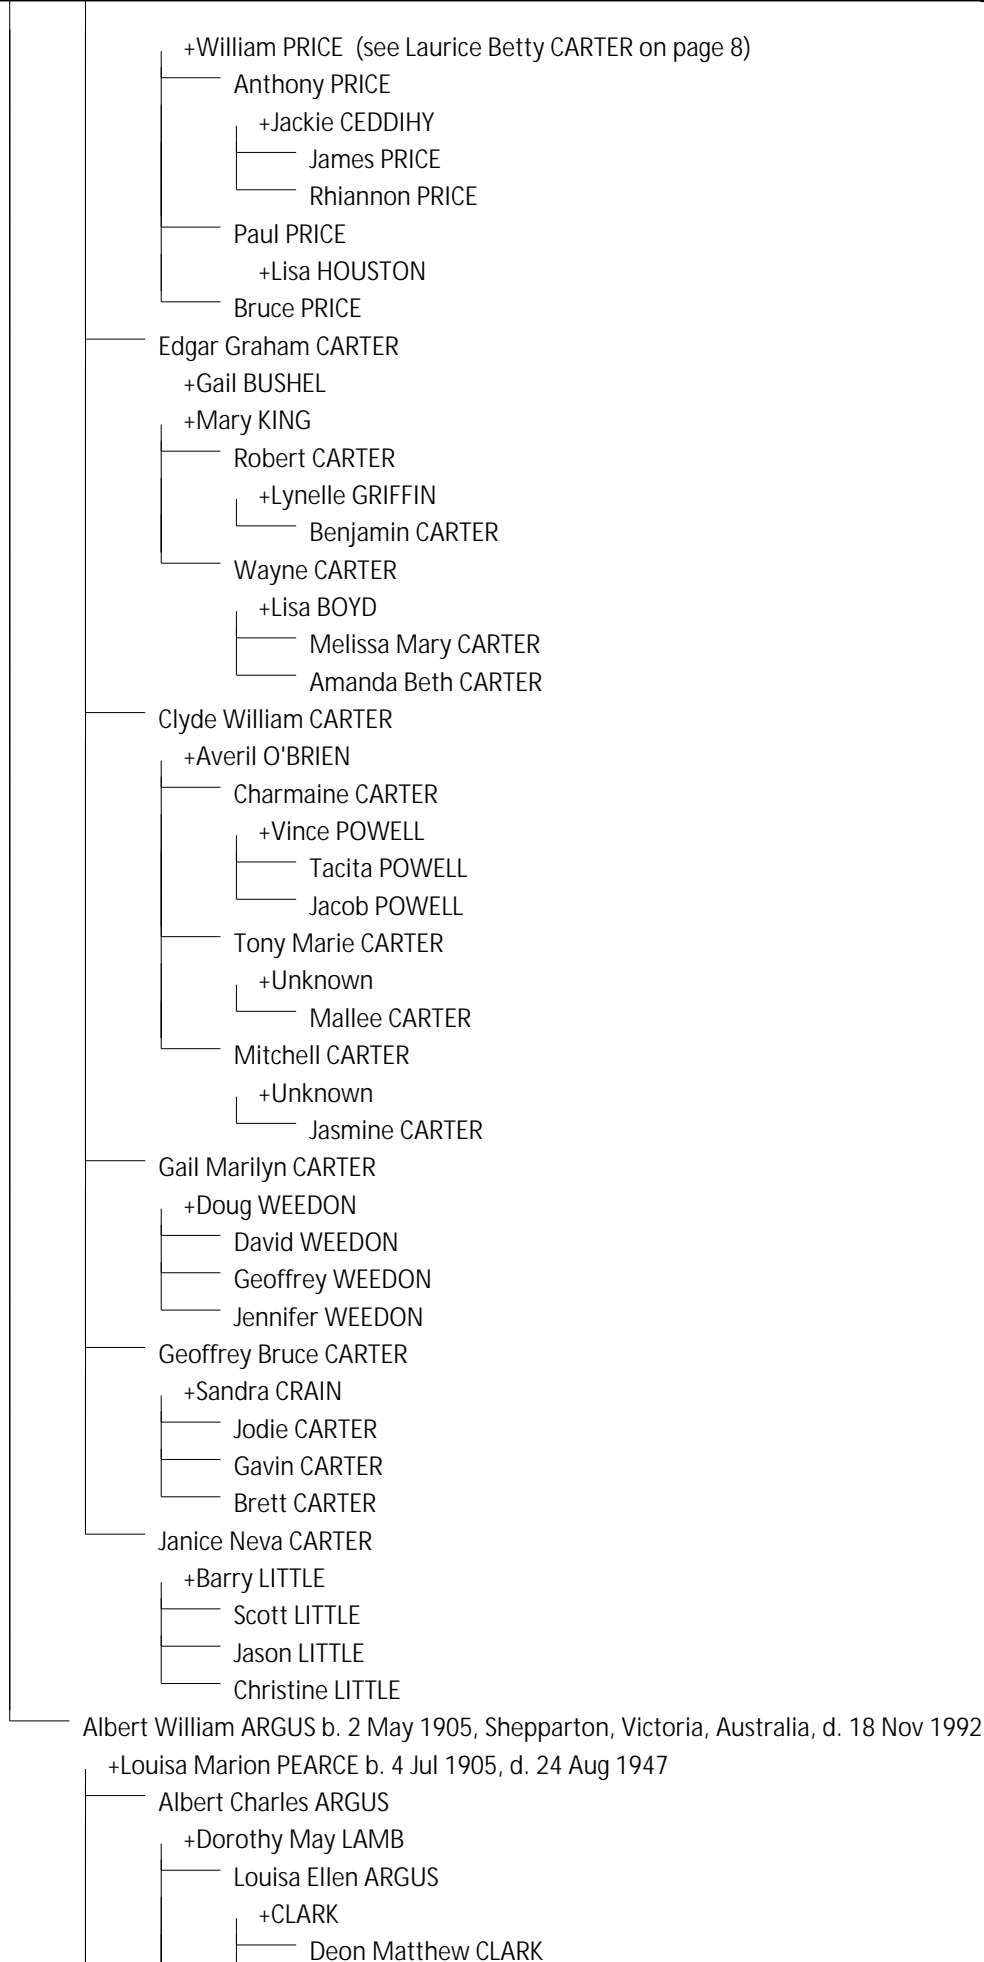 +William PRICE (see Laurice Betty CARTER on page 8)
Anthony PRICE
+Jackie CEDDIHY
James PRICE
Rhiannon PRICE
Paul PRICE
+Lisa HOUSTON
Bruce PRICE
Edgar Graham CARTER
+Gail BUSHEL
+Mary KING
Robert CARTER
+Lynelle GRIFFIN
Benjamin CARTER
Wayne CARTER
+Lisa BOYD
Melissa Mary CARTER
Amanda Beth CARTER
Clyde William CARTER
+Averil O'BRIEN
Charmaine CARTER
+Vince POWELL
Tacita POWELL
Jacob POWELL
Tony Marie CARTER
+Unknown
Mallee CARTER
Mitchell CARTER
+Unknown
Jasmine CARTER
Gail Marilyn CARTER
+Doug WEEDON
David WEEDON
Geoffrey WEEDON
Jennifer WEEDON
Geoffrey Bruce CARTER
+Sandra CRAIN
Jodie CARTER
Gavin CARTER
Brett CARTER
Janice Neva CARTER
+Barry LITTLE
Scott LITTLE
Jason LITTLE
Christine LITTLE
Albert William ARGUS b. 2 May 1905, Shepparton, Victoria, Australia, d. 18 Nov 1992
+Louisa Marion PEARCE b. 4 Jul 1905, d. 24 Aug 1947
Albert Charles ARGUS
+Dorothy May LAMB
Louisa Ellen ARGUS
+CLARK
Deon Matthew CLARK